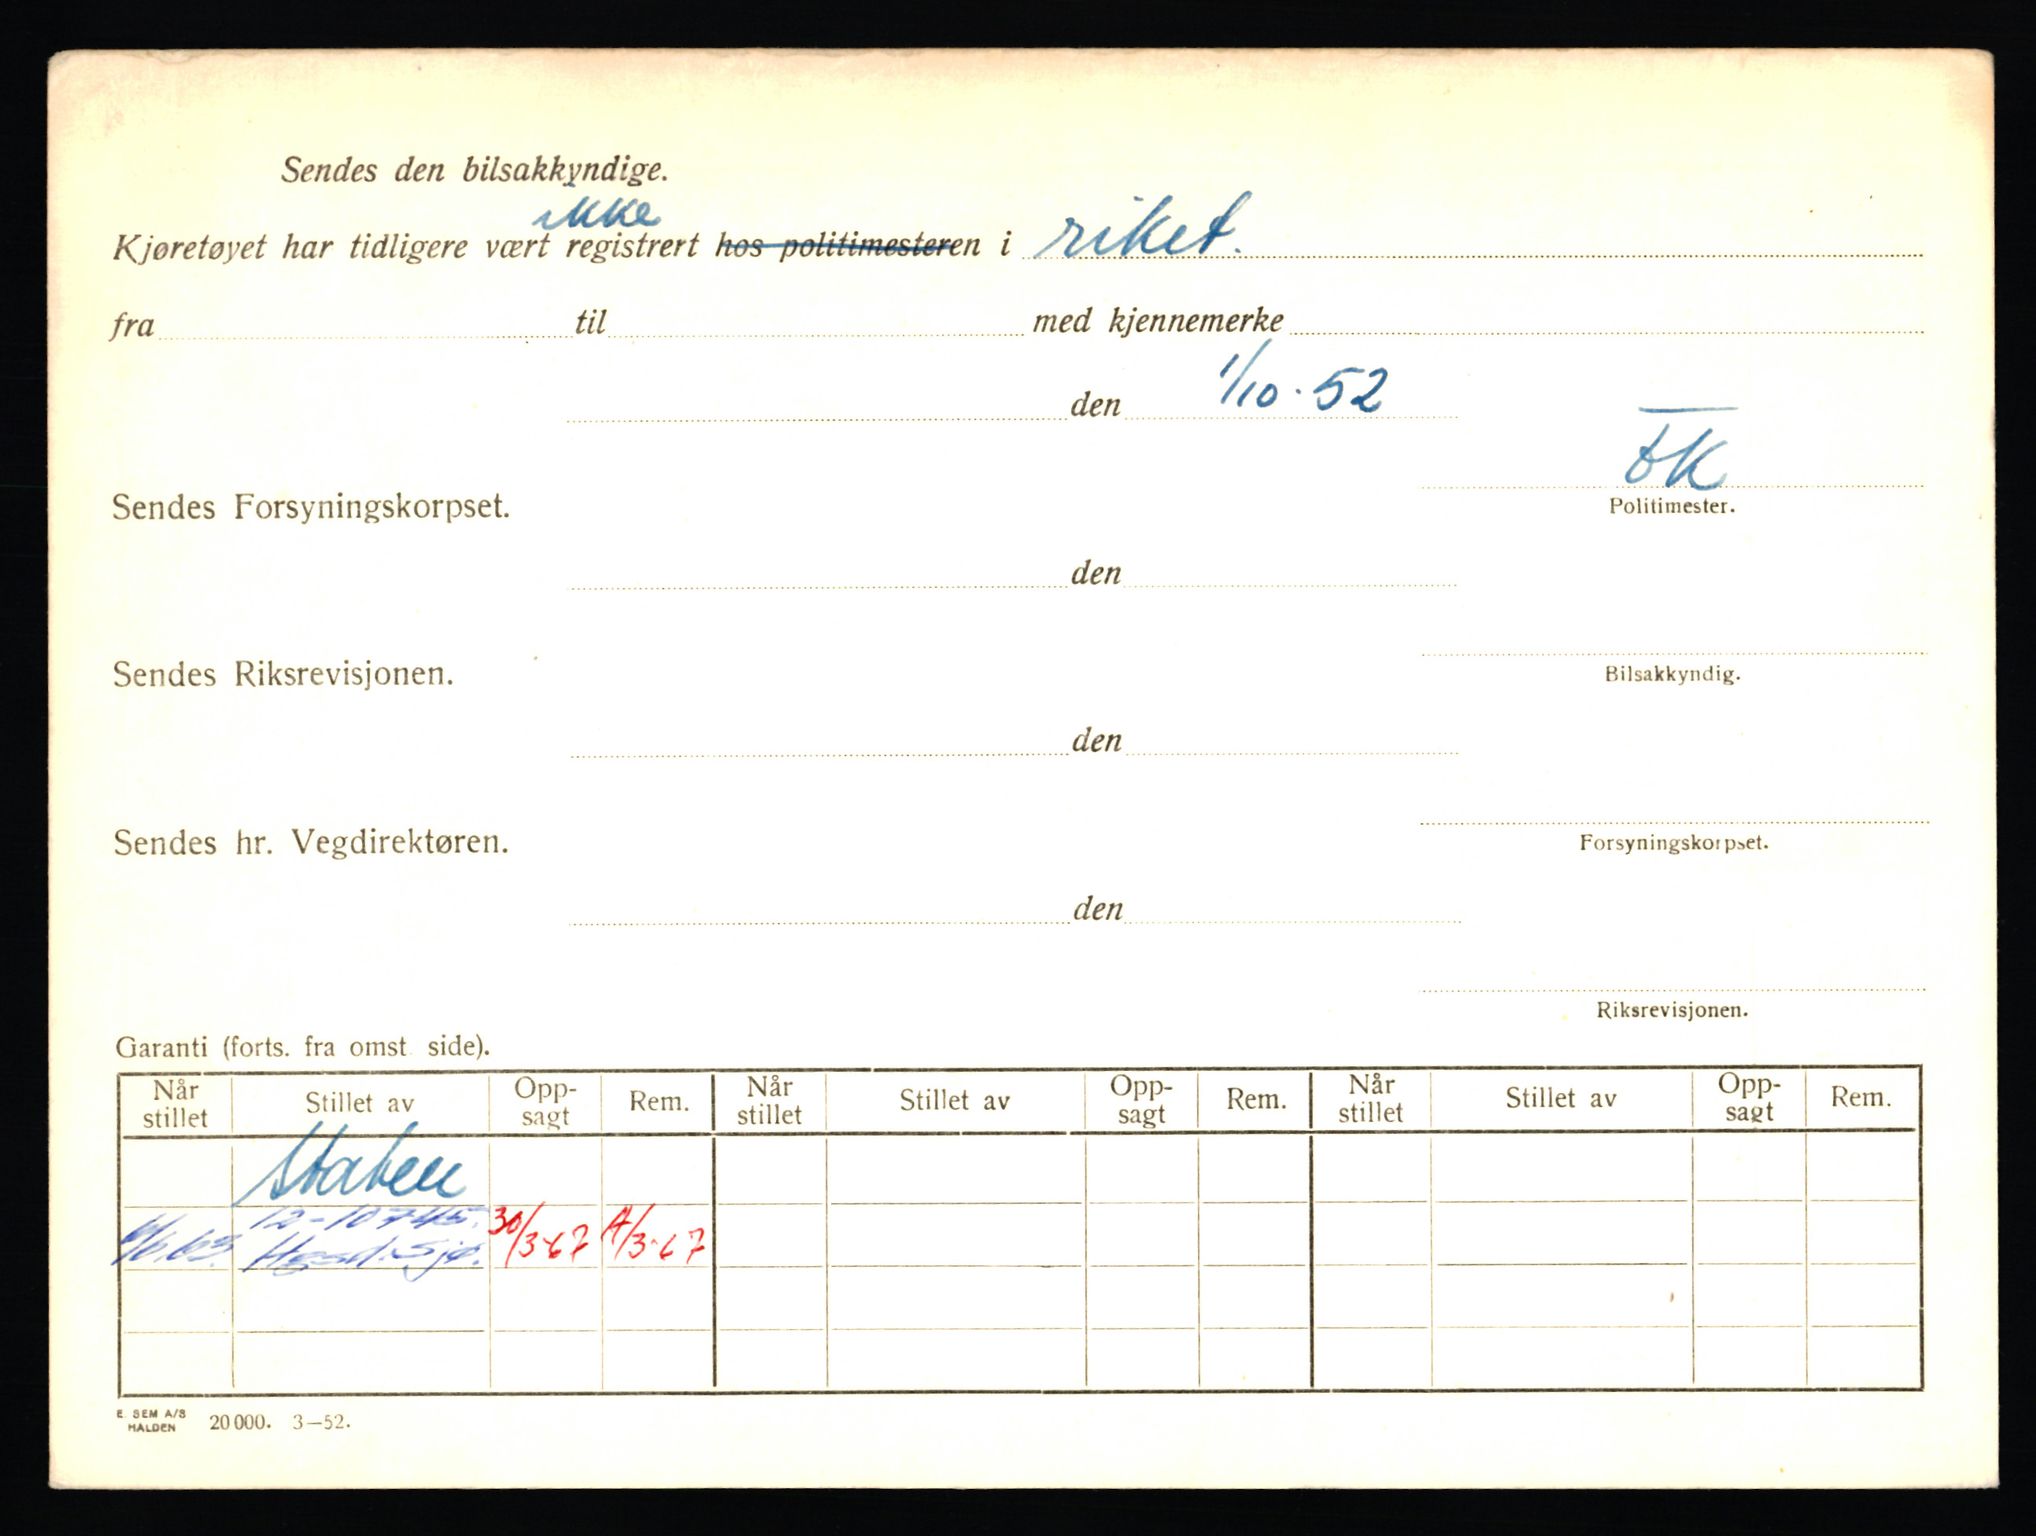 Sendes den bilsakkyndige.
ikke
Kjøretøyet har tidligere vært registrert hos politimesteren i riket.
fra til med kjennemerke
den 1/10.52
Sendes Forsyningskorpset.
Politimester.
den
Sendes Riksrevisjonen.
Bilsakkyndig.
den
Sendes hr. Vegdirektøren.
Forsyningskorpset.
den
Riksrevisjonen.
Garanti (forts. fra omst side).
Når stillet Stillet av Opp-sagt Rem. Når stillet Stillet av Opp-sagt Rem. Når stillet Stillet av Opp-sagt Rem.
Staten
12-10745.
30/3-67
E. SEM A/S
HALDEN 20 000. 3—52.